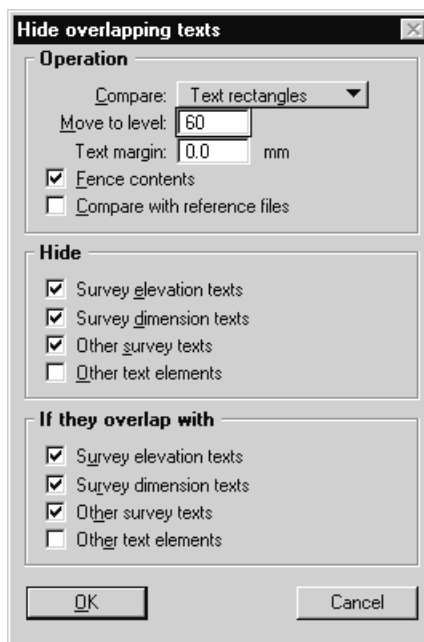 Hide overlapping texts
Operation
Compare: Text rectangles
Move to level: 60
Text margin: 0.0 mm
Fence contents
Compare with reference files
Hide
Survey elevation texts
Survey dimension texts
Other survey texts
Other text elements
If they overlap with
Survey elevation texts
Survey dimension texts
Other survey texts
Other text elements
OK Cancel